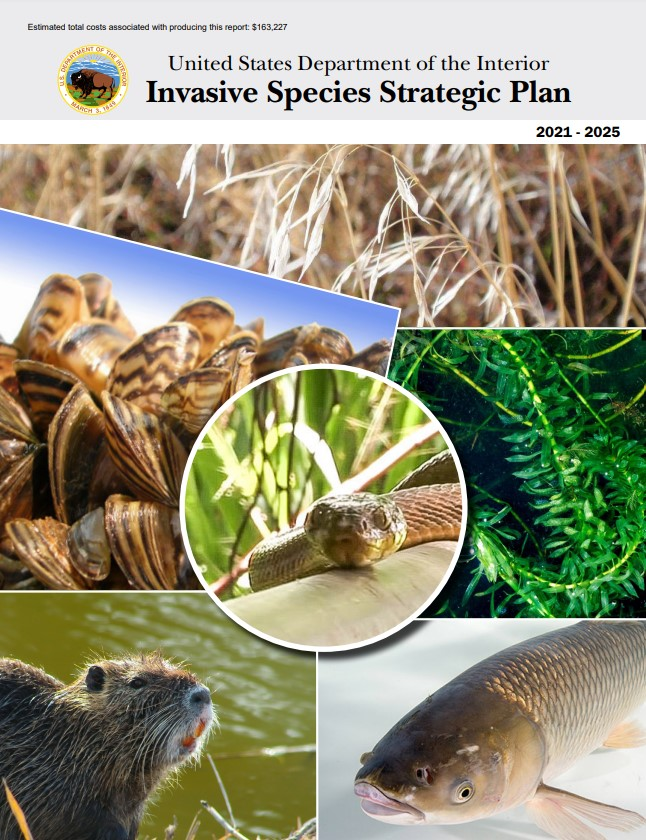 Estimated total costs associated with producing this report: $163,227
U.S. DEPARTMENT OF THE INTERIOR
MARCH 3, 1849
United States Department of the Interior
Invasive Species Strategic Plan
2021 - 2025